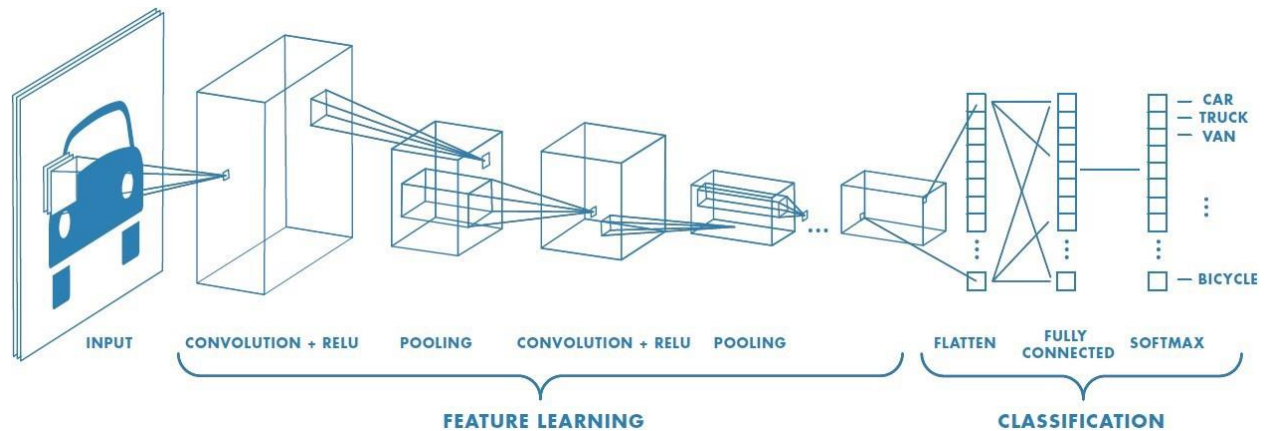 CAR
TRUCK
VAN
BICYCLE
INPUT
CONVOLUTION + RELU
POOLING
CONVOLUTION + RELU
POOLING
FLATTEN
FULLY
CONNECTED
SOFTMAX
FEATURE LEARNING
CLASSIFICATION